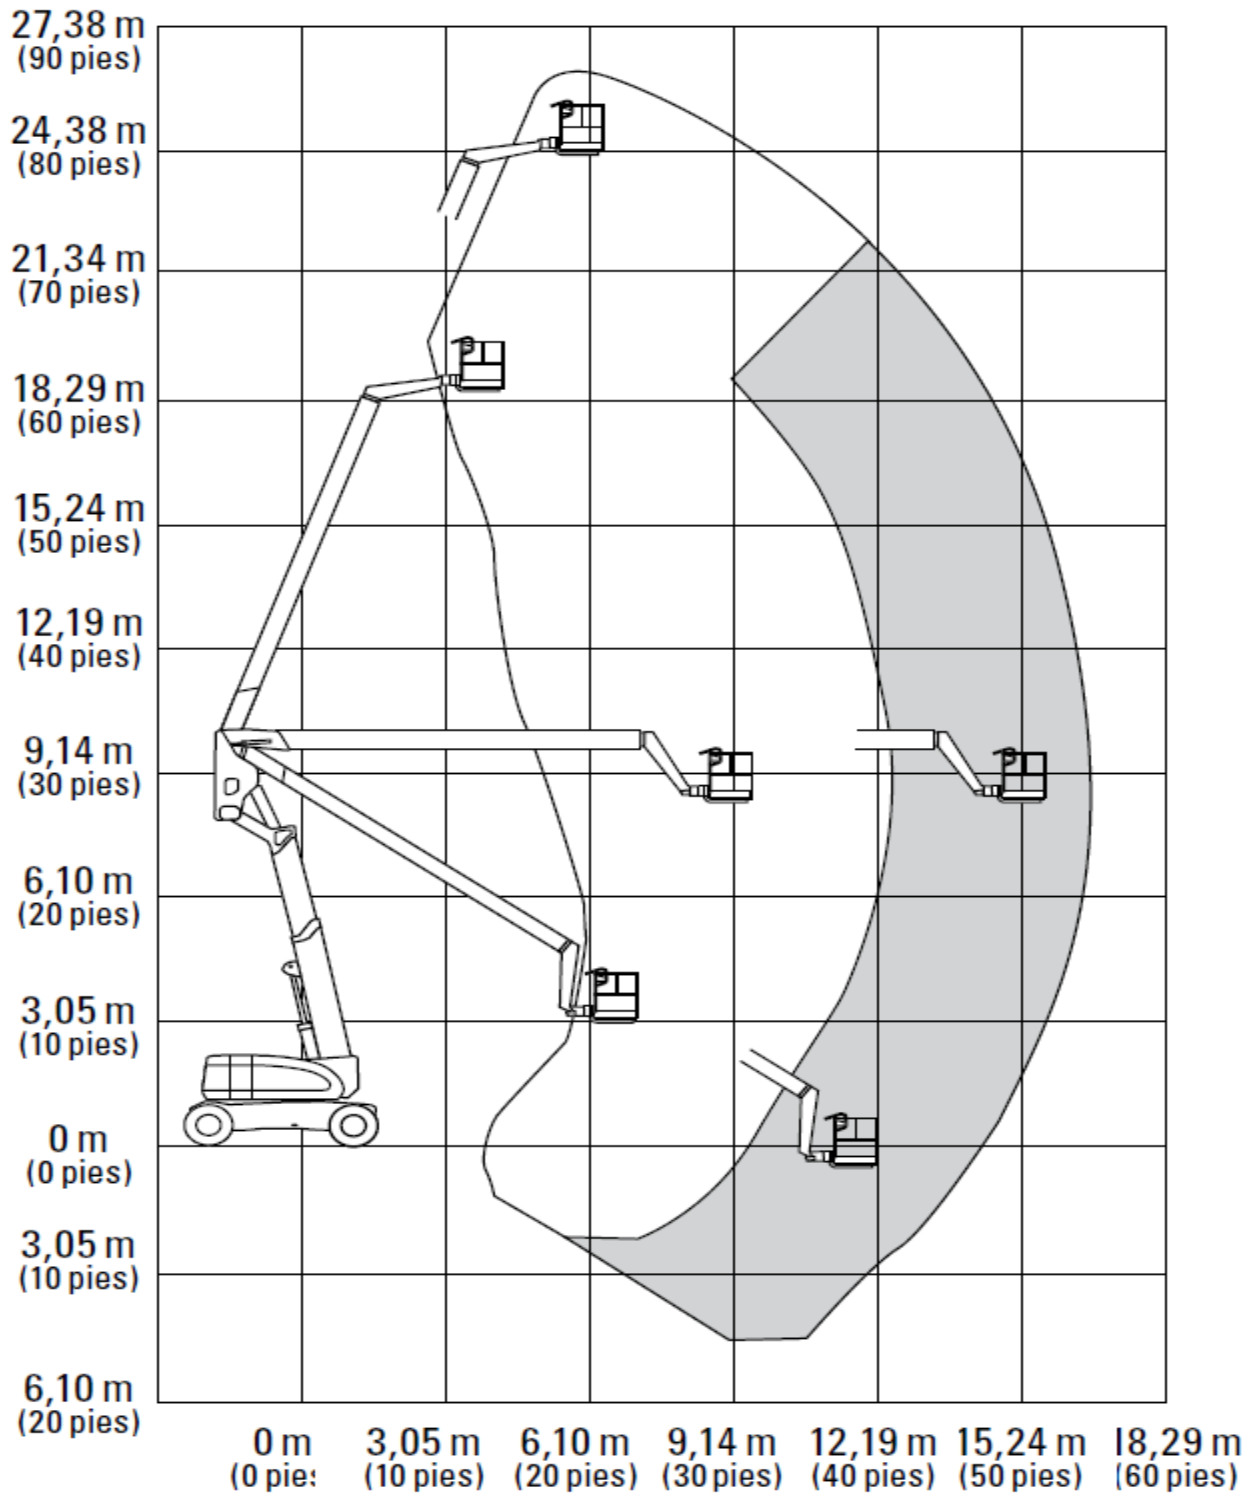 27,38 m
(90 pies)
24,38 m
(80 pies)
21,34 m
(70 pies)
18,29 m
(60 pies)
15,24 m
(50 pies)
12,19 m
(40 pies)
9,14 m
(30 pies)
6,10 m
(20 pies)
3,05 m
(10 pies)
0 m
(0 pies)
3,05 m
(10 pies)
6,10 m
(20 pies)
0 m 3,05 m 6,10 m 9,14 m 12,19 m 15,24 m 18,29 m
(0 pies (10 pies) (20 pies) (30 pies) (40 pies) (50 pies) (60 pies)